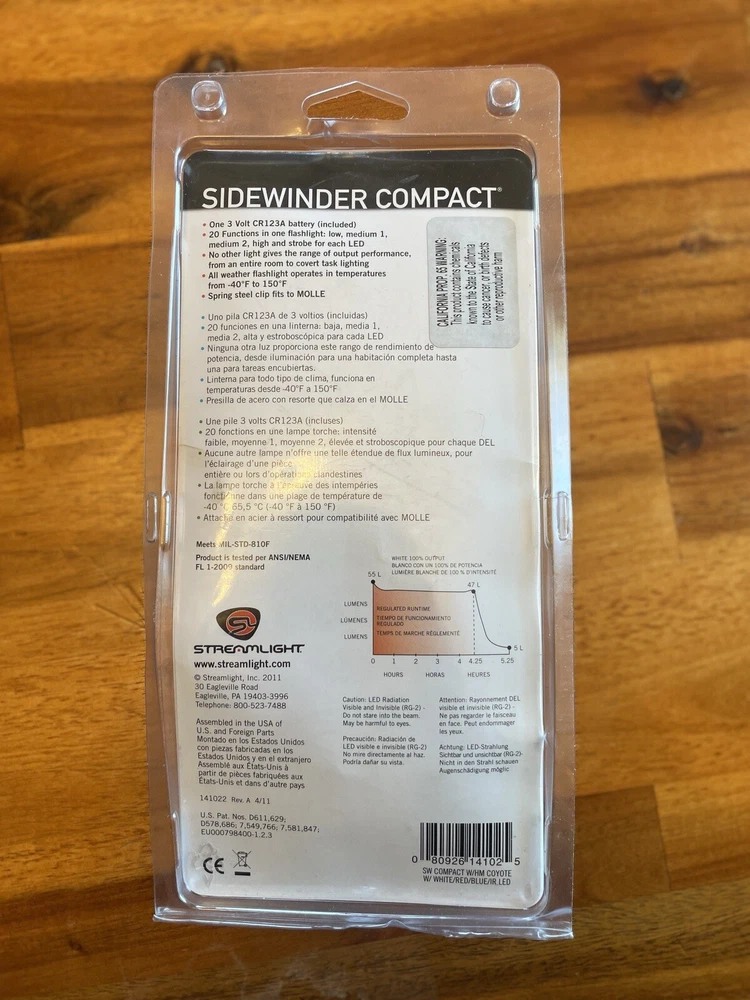 SIDEWINDER COMPACT®
• One 3 Volt CR123A battery (included)
• 20 Functions in one flashlight: low, medium 1,
medium 2, high and strobe for each LED
• No other light gives the range of output performance,
from an entire room to covert task lighting
• All weather flashlight operates in temperatures
from -40°F to 150°F
• Spring steel clip fits to MOLLE
CALIFORNIA PROP. 65 WARNING:
This product contains chemicals
known to the State of California
to cause cancer, or birth defects
or other reproductive harm
• Uno pila CR123A de 3 voltios (incluidas)
• 20 funciones en una linterna: baja, media 1,
media 2, alta y estroboscópica para cada LED
• Ninguna otra luz proporciona este rango de rendimiento de
potencia, desde iluminación para una habitación completa hasta
una para tareas encubiertas.
• Linterna para todo tipo de clima, funciona en
temperaturas desde -40°F a 150°F
• Presilla de acero con resorte que calza en el MOLLE
• Une pile 3 volts CR123A (incluses)
• 20 fonctions en une lampe torche: intensité
faible, moyenne 1, moyenne 2, élevée et stroboscopique pour chaque DEL
• Aucune autre lampe n'offre une telle étendue de flux lumineux, pour
l'éclairage d'une pièce
entière ou lors d'opérations clandestines
• La lampe torche à l'épreuve des intempéries
fonctionne dans une plage de température de
-40 °C 65,5 °C (-40 °F à 150 °F)
• Attache en acier à ressort pour compatibilité avec MOLLE
Meets MIL-STD-810F
Product is tested per ANSI/NEMA
FL 1-2009 standard
WHITE 100% OUTPUT
BLANCO CON UN 100% DE POTENCIA
LUMIÈRE BLANCHE DE 100 % D'INTENSITÉ
55 L
47 L
LUMENS
LÚMENES
LUMENS
REGULATED RUNTIME
TIEMPO DE FUNCIONAMIENTO
REGULADO
TEMPS DE MARCHE RÉGLEMENTÉ
5 L
0 1 2 3 4 4.25 5.25
HOURS HORAS HEURES
STREAMLIGHT
www.streamlight.com
© Streamlight, Inc. 2011
30 Eagleville Road
Eagleville, PA 19403-3996
Telephone: 800-523-7488
Assembled in the USA of
U.S. and Foreign Parts
Montado en los Estados Unidos
con piezas fabricadas en los
Estados Unidos y en el extranjero
Assemblé aux États-Unis à
partir de pièces fabriquées aux
États-Unis et dans d'autre pays
141022 Rev. A 4/11
U.S. Pat. Nos. D611,629;
D578,686; 7,549,766; 7,581,847;
EU000798400-1.2.3
CE
Caution: LED Radiation
Visible and Invisible (RG-2) -
Do not stare into the beam.
May be harmful to eyes.
Precaución: Radiación de
LED visible e invisible (RG-2)
No mire directamente al haz.
Podría dañar su vista.
Attention: Rayonnement DEL
visible et invisible (RG-2) -
Ne pas regarder le faisceau
en face. Peut endommager
les yeux.
Achtung: LED-Strahlung
Sichtbar und unsichtbar (RG-2)-
Nicht in den Strahl schauen
Augenschädigung möglic
0 80926 14102 5
SW COMPACT W/HM COYOTE
W/ WHITE/RED/BLUE/IR,LED